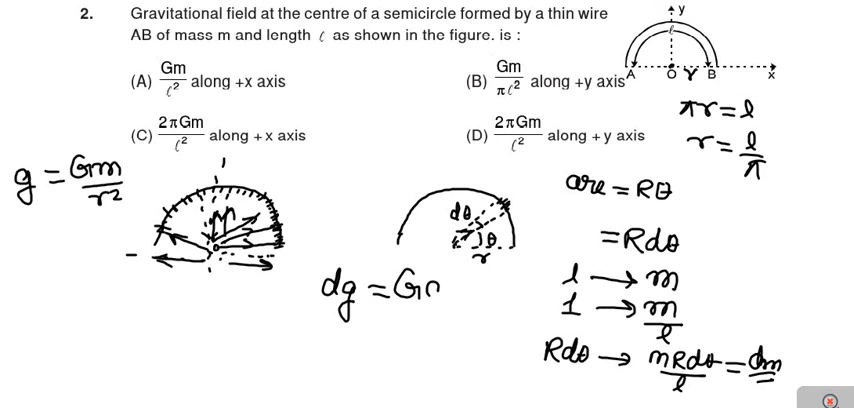 2. Gravitational field at the centre of a semicircle formed by a thin wire
AB of mass m and length ℓ as shown in the figure. is :
(A) Gm/ℓ² along +x axis
(B) Gm/πℓ² along +y axis
(C) 2πGm/ℓ² along +x axis
(D) 2πGm/ℓ² along +y axis
y
ℓ
A O r B x
πr = l
r = l/π
g = Gm/r²
dθ
θ
r
dg = G
arc = Rθ
= Rdθ
l → m
1 → m/l
Rdθ → mRdθ/l = dm